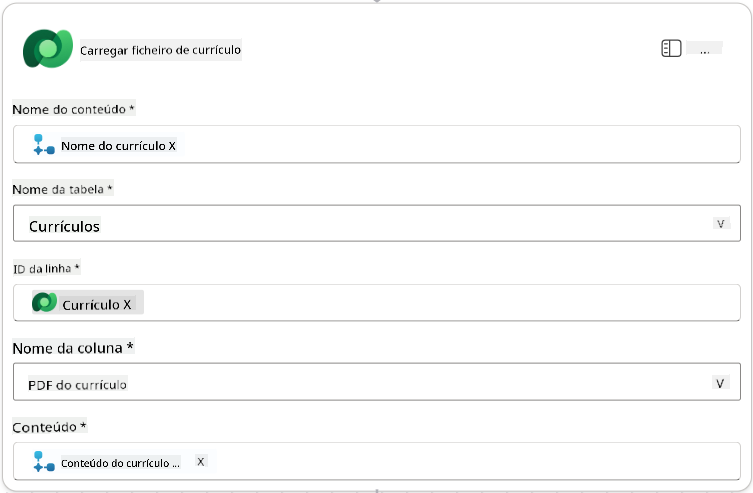 Carregar ficheiro de currículo
...
Nome do conteúdo *
Nome do currículo X
Nome da tabela *
Currículos V
ID da linha *
Currículo X
Nome da coluna *
PDF do currículo V
Conteúdo *
Conteúdo do currículo ... X